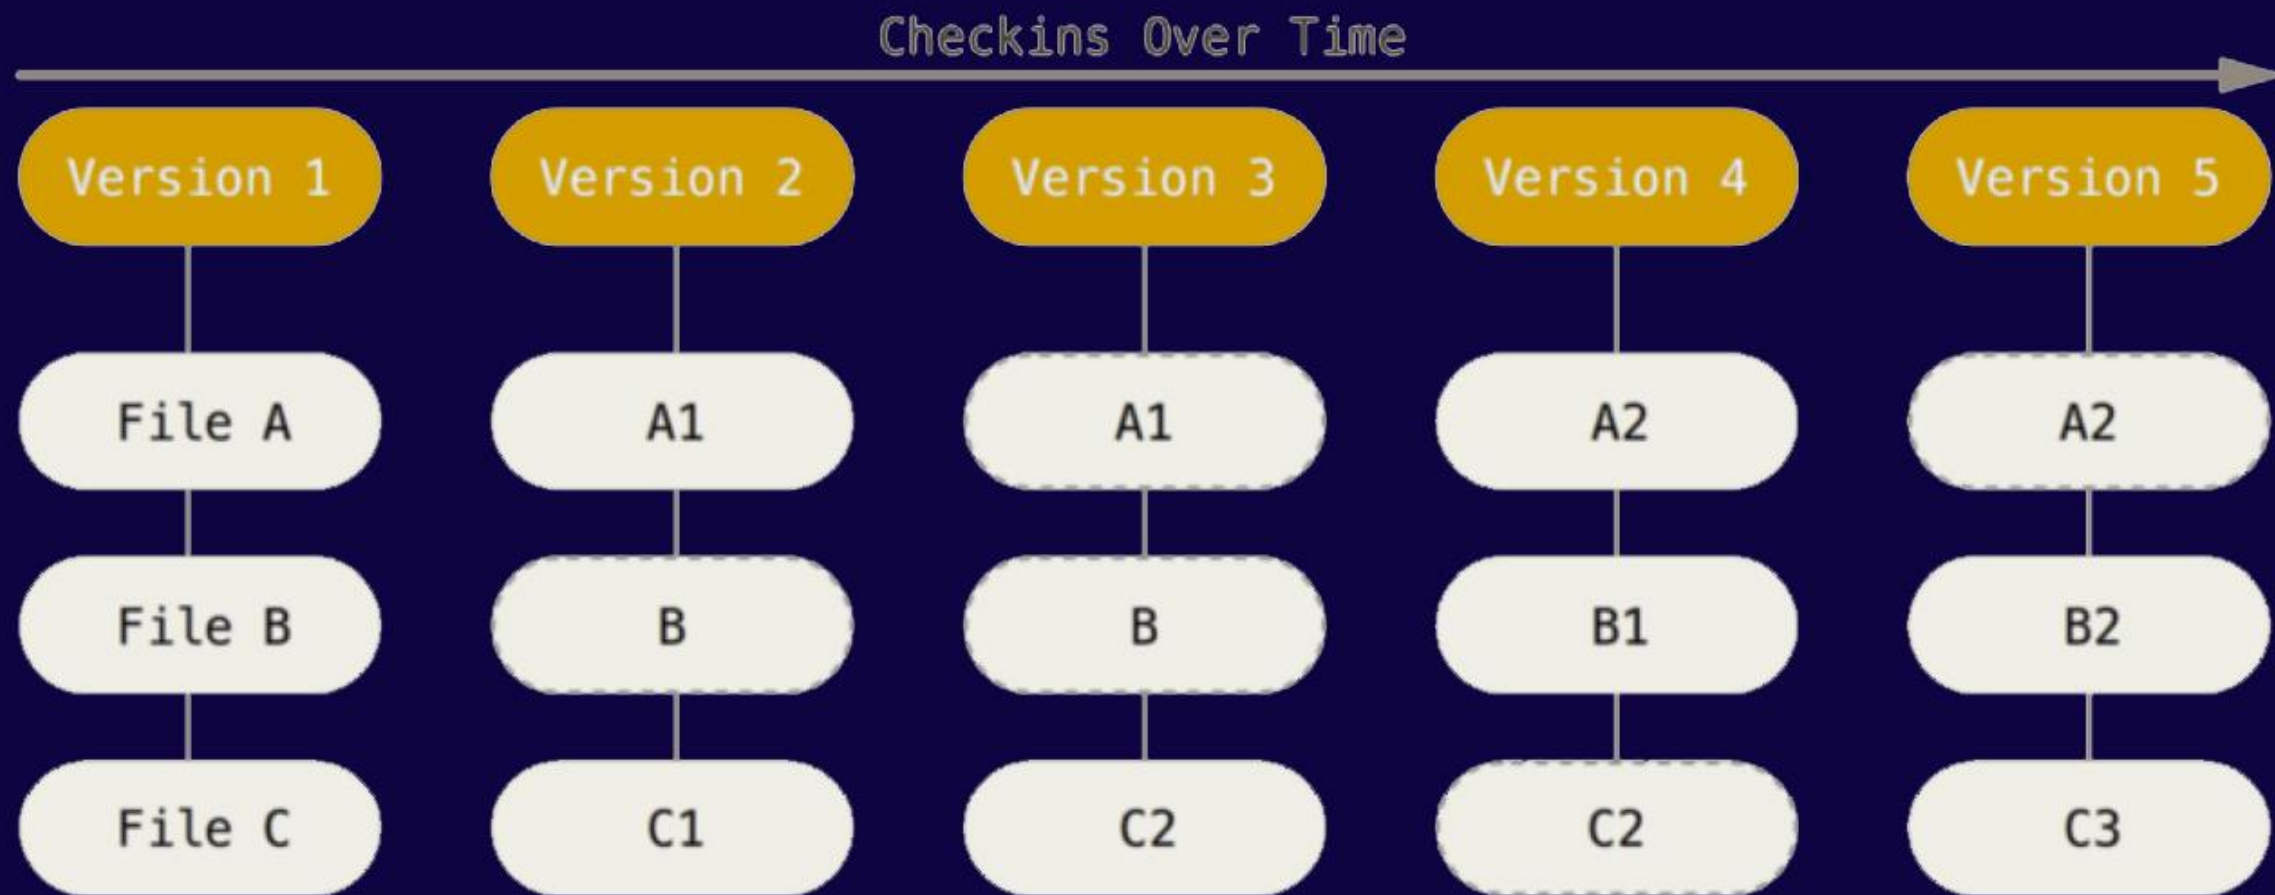 Checkins Over Time
Version 1 Version 2 Version 3 Version 4 Version 5
File A A1 A1 A2 A2
File B B B B1 B2
File C C1 C2 C2 C3